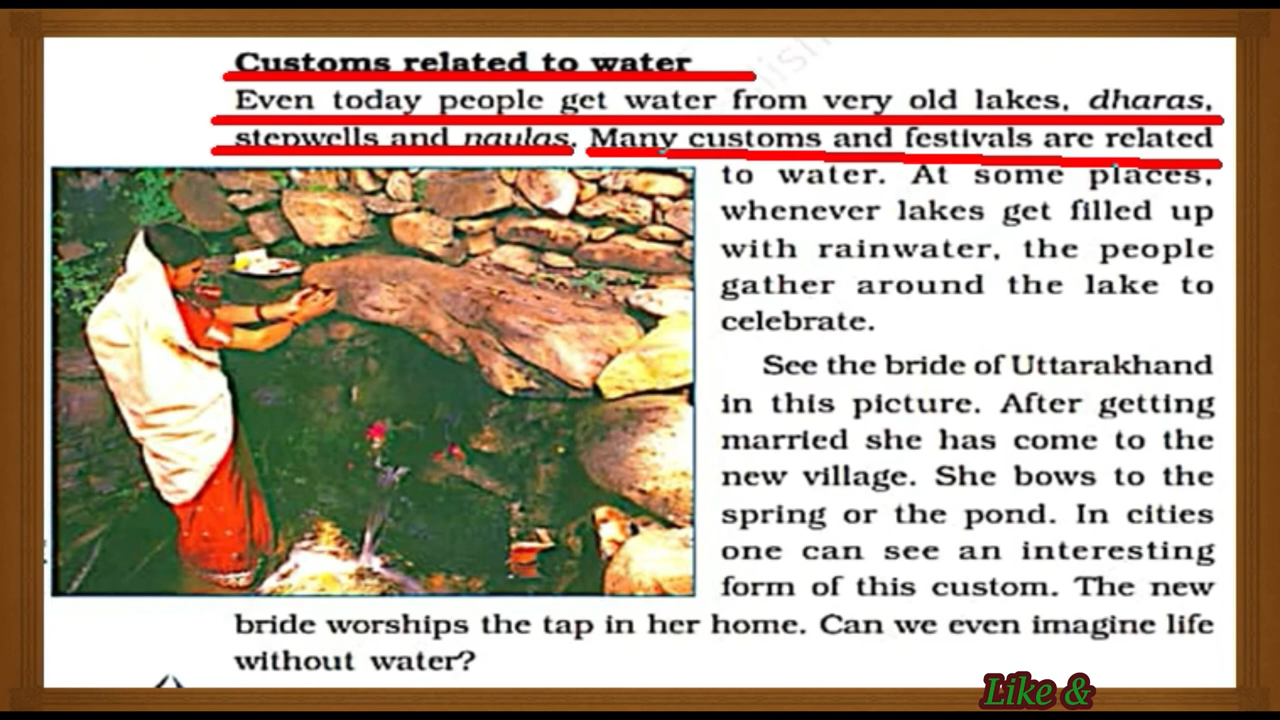 Customs related to water
Even today people get water from very old lakes, dharas,
stepwells and naulas. Many customs and festivals are related
to water. At some places,
whenever lakes get filled up
with rainwater, the people
gather around the lake to
celebrate.
See the bride of Uttarakhand
in this picture. After getting
married she has come to the
new village. She bows to the
spring or the pond. In cities
one can see an interesting
form of this custom. The new
bride worships the tap in her home. Can we even imagine life
without water?
Like &